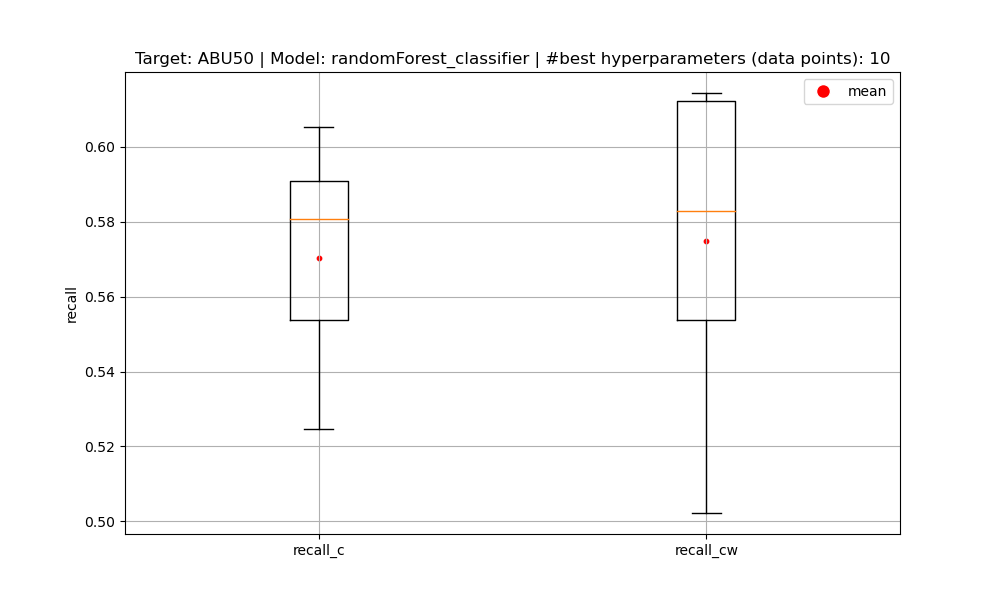 Target: ABU50 | Model: randomForest_classifier | #best hyperparameters (data points): 10
mean
0.60
0.58
0.56
0.54
0.52
0.50
recall
recall_c
recall_cw